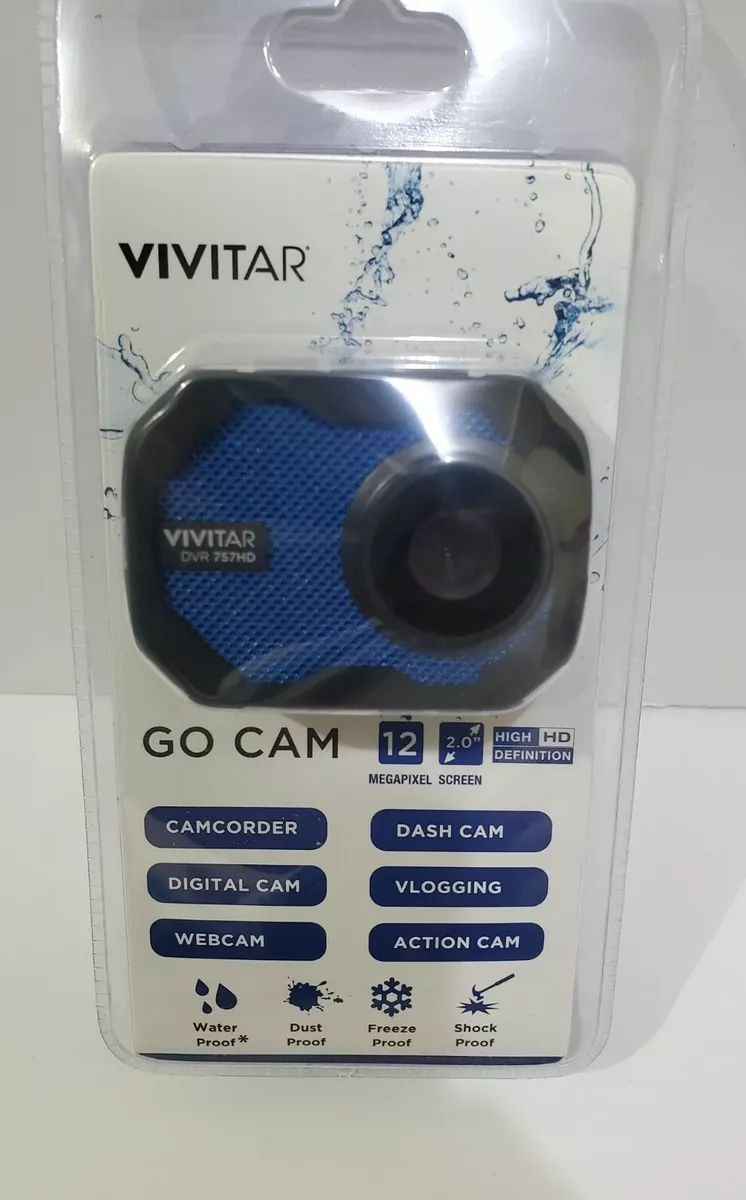 VIVITAR
VIVITAR
DVR 757HD
GO CAM
12
MEGAPIXEL
2.0"
SCREEN
HIGH HD
DEFINITION
CAMCORDER
DASH CAM
DIGITAL CAM
VLOGGING
WEBCAM
ACTION CAM
Water
Proof*
Dust
Proof
Freeze
Proof
Shock
Proof